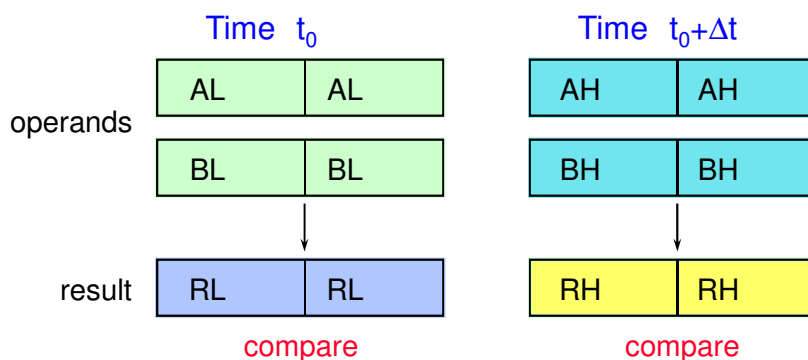 Time t₀ Time t₀+Δt
AL AL AH AH
operands
BL BL BH BH
result RL RL RH RH
compare compare